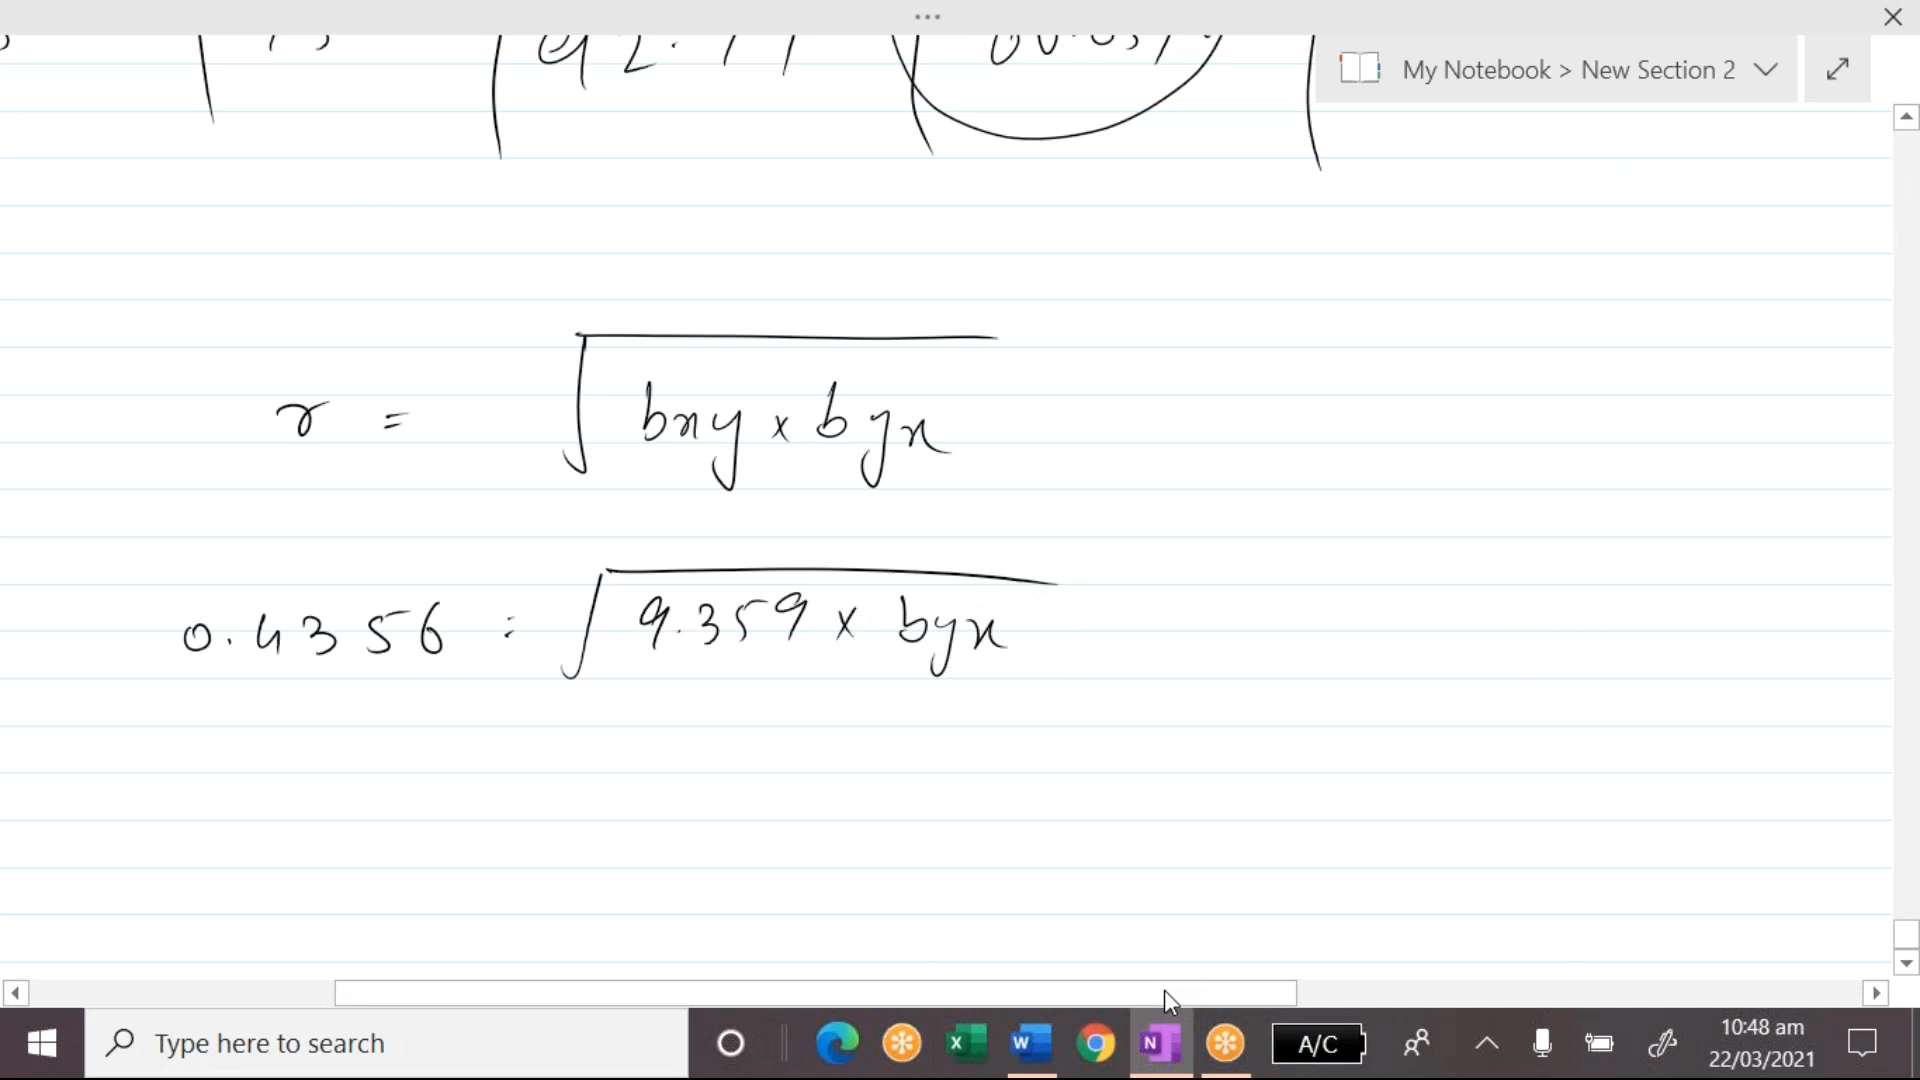 My Notebook > New Section 2
r = √bxy × byx
0.4356 = √9.359 × byx
Type here to search
A/C
10:48 am
22/03/2021